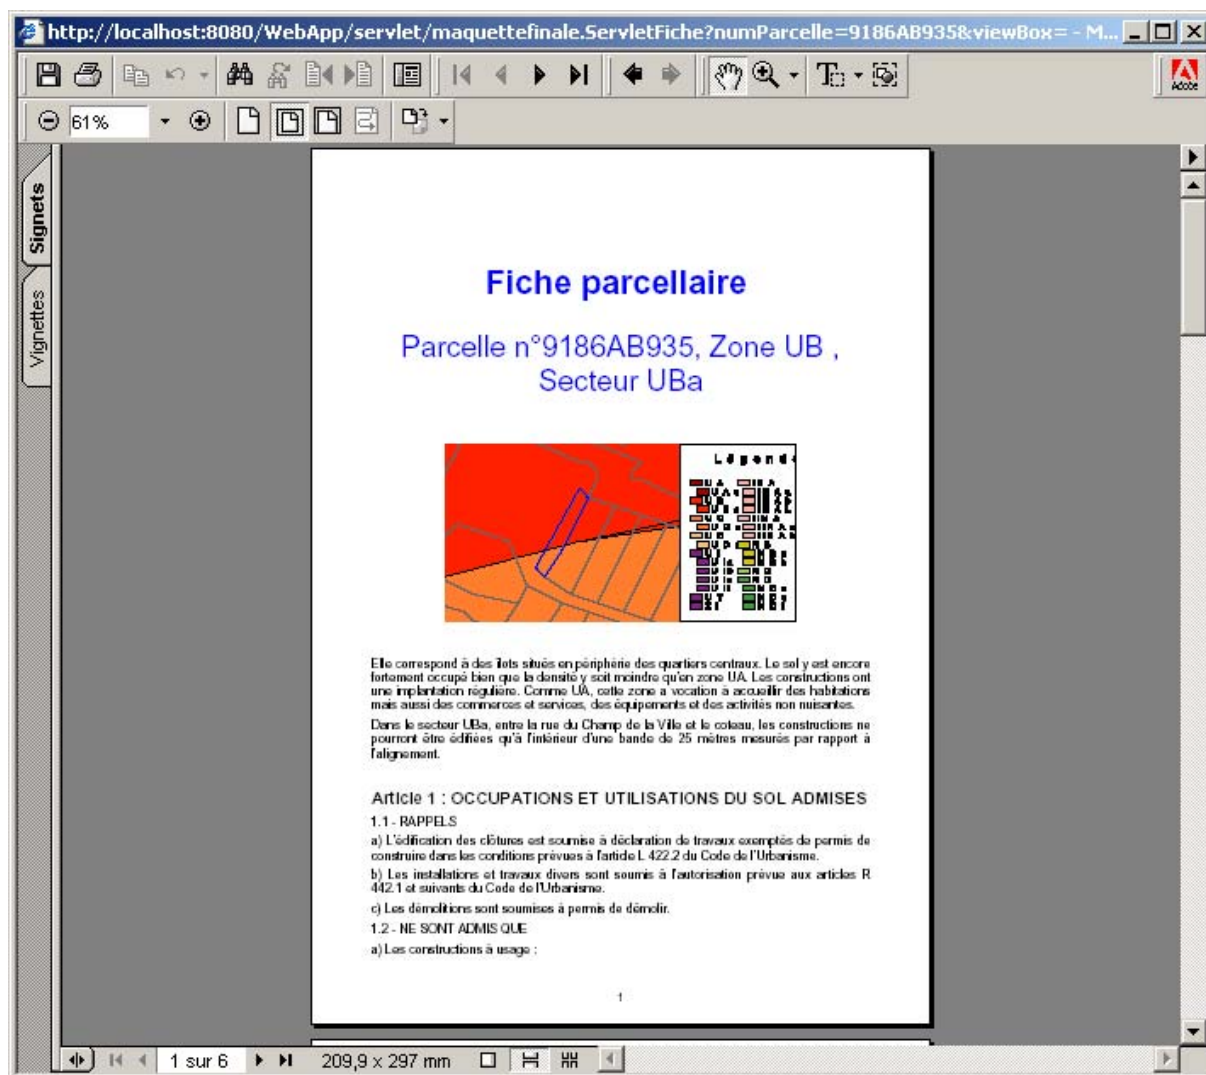 http://localhost:8080/WebApp/servlet/maquettefinale.ServletFiche?numParcelle=9186AB935&viewBox= - M...
Adobe
61%
Signets
Vignettes
Fiche parcellaire
Parcelle n°9186AB935, Zone UB ,
Secteur UBa
Légende
Elle correspond à des îlots situés en périphérie des quartiers centraux. Le sol y est encore
fortement occupé bien que la densité y soit moindre qu'en zone UA. Les constructions ont
une implantation régulière. Comme UA, cette zone a vocation à accueillir des habitations
mais aussi des commerces et services, des équipements et des activités non nuisantes.
Dans le secteur UBa, entre la rue du Champ de la Ville et le coteau, les constructions ne
pourront être édifiées qu'à l'intérieur d'une bande de 25 mètres mesurés par rapport à
l'alignement.
Article 1 : OCCUPATIONS ET UTILISATIONS DU SOL ADMISES
1.1 - RAPPELS
a) L'édification des clôtures est soumise à déclaration de travaux exemptés de permis de
construire dans les conditions prévues à l'article L 422.2 du Code de l'Urbanisme.
b) Les installations et travaux divers sont soumis à l'autorisation prévue aux articles R
442.1 et suivants du Code de l'Urbanisme.
c) Les démolitions sont soumises à permis de démolir.
1.2 - NE SONT ADMIS QUE
a) Les constructions à usage :
1
1 sur 6
209,9 x 297 mm